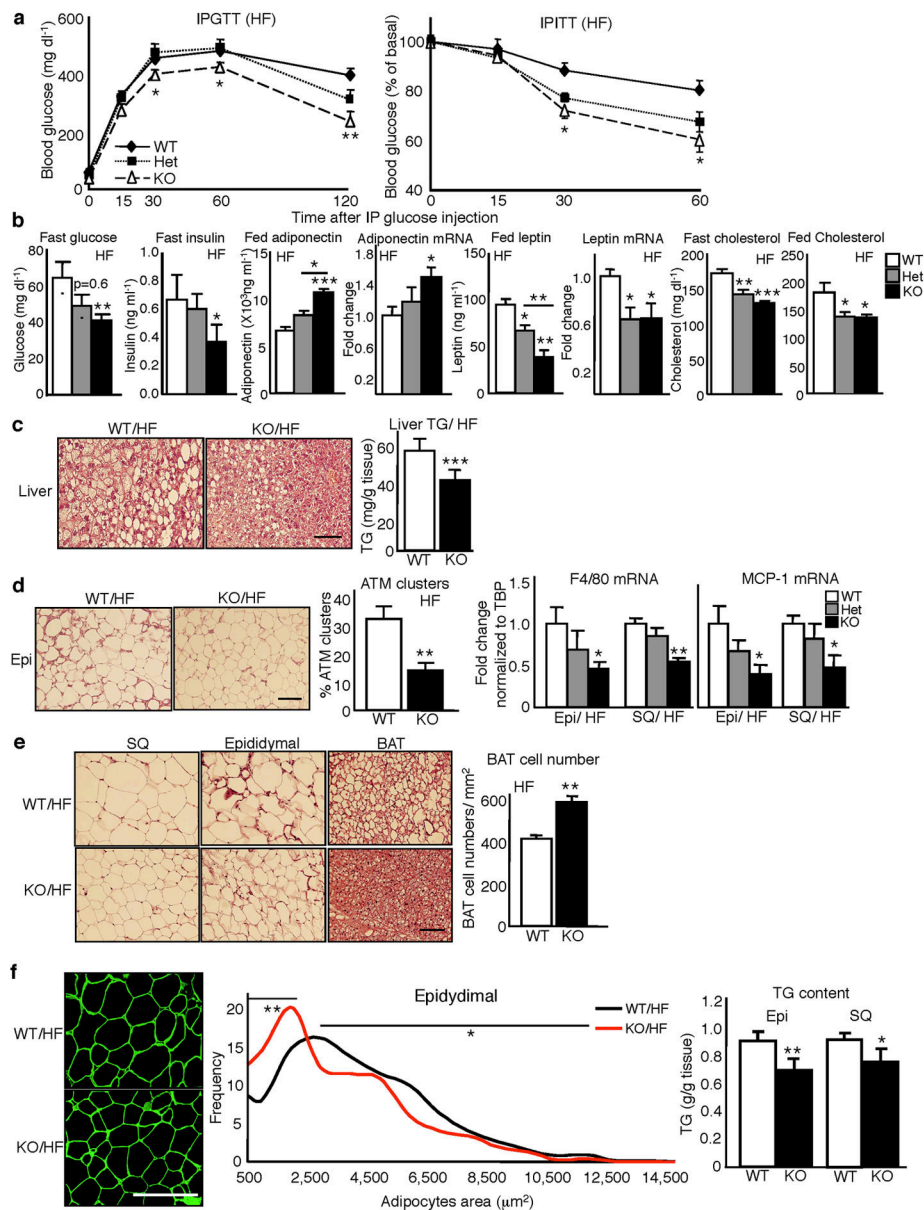 a
IPGTT (HF)
Blood glucose (mg dl-1)
600
400
200
0
WT
Het
KO
*
*
**
0 15 30 60 120
IPITT (HF)
Blood glucose (% of basal)
100
80
60
40
*
*
0 15 30 60
Time after IP glucose injection
b
Fast glucose
HF
Glucose (mg dl-1)
80
60
40
20
0
p=0.6
**
Fast insulin
HF
Insulin (ng ml-1)
1.0
0.8
0.6
0.4
0.2
0
*
Fed adiponectin
HF
Adiponectin (X10³ng ml-1)
15
10
5
0
*
***
Adiponectin mRNA
HF
Fold change
1.8
1.2
0.6
0
*
Fed leptin
HF
Leptin (ng ml-1)
150
100
50
0
**
*
**
Leptin mRNA
HF
Fold change
1.0
0.6
0
*
*
Fast cholesterol
HF
Cholesterol (mg dl-1)
200
150
100
50
0
**
***
Fed Cholesterol
HF
250
200
150
100
50
0
*
*
WT
Het
KO
c
WT/HF
KO/HF
Liver
Liver TG/ HF
TG (mg/g tissue)
60
40
20
0
***
WT KO
d
WT/HF
KO/HF
Epi
ATM clusters
HF
% ATM clusters
40
30
20
10
0
**
WT KO
F4/80 mRNA
Fold change
normalized to TBP
1.5
1.0
0.5
0
*
**
Epi/ HF
SQ/ HF
MCP-1 mRNA
WT
Het
KO
*
*
Epi/ HF
SQ/ HF
e
SQ
Epididymal
BAT
WT/HF
KO/HF
BAT cell number
HF
BAT cell numbers/ mm²
600
400
200
0
**
WT KO
f
WT/HF
KO/HF
Epidydimal
Frequency
20
15
10
5
0
**
*
WT/HF
KO/HF
500 2,500 4,500 6,500 8,500 10,500 12,500 14,500
Adipocytes area (μm²)
TG content
Epi
SQ
TG (g/g tissue)
1.2
1
0.8
0.6
0.4
0.2
0
**
*
WT KO WT KO